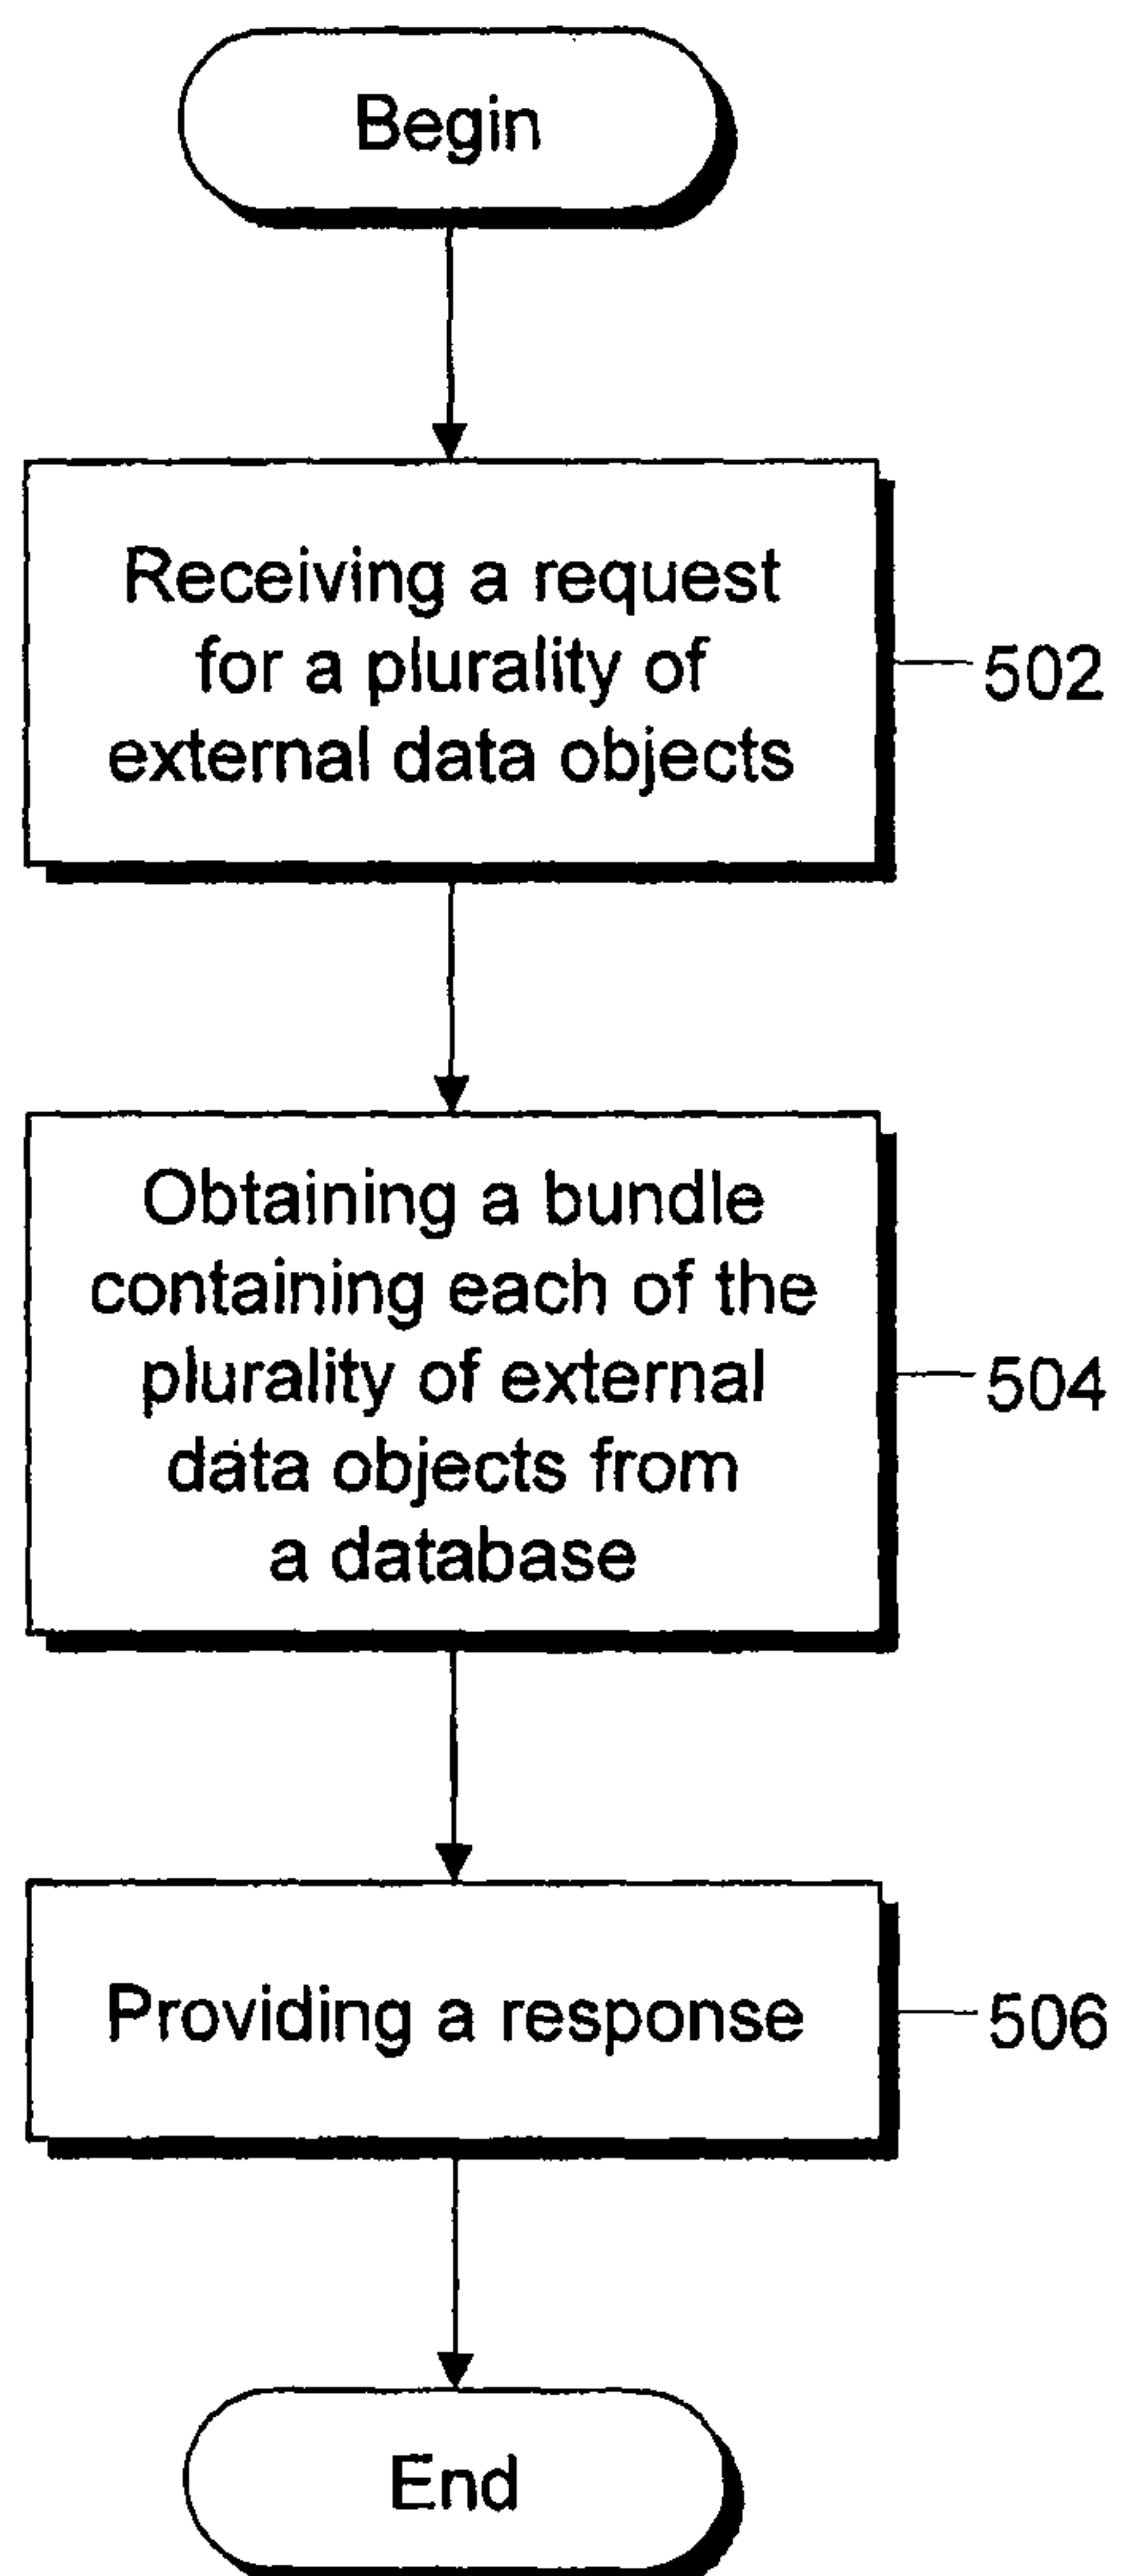 Begin
Receiving a request
for a plurality of
external data objects
502
Obtaining a bundle
containing each of the
plurality of external
data objects from
a database
504
Providing a response
506
End